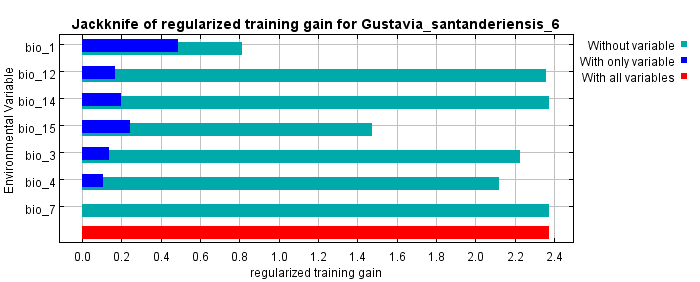 Jackknife of regularized training gain for Gustavia_santanderiensis_6
Environmental Variable
bio_1
bio_12
bio_14
bio_15
bio_3
bio_4
bio_7
0.0 0.2 0.4 0.6 0.8 1.0 1.2 1.4 1.6 1.8 2.0 2.2 2.4
regularized training gain
Without variable
With only variable
With all variables